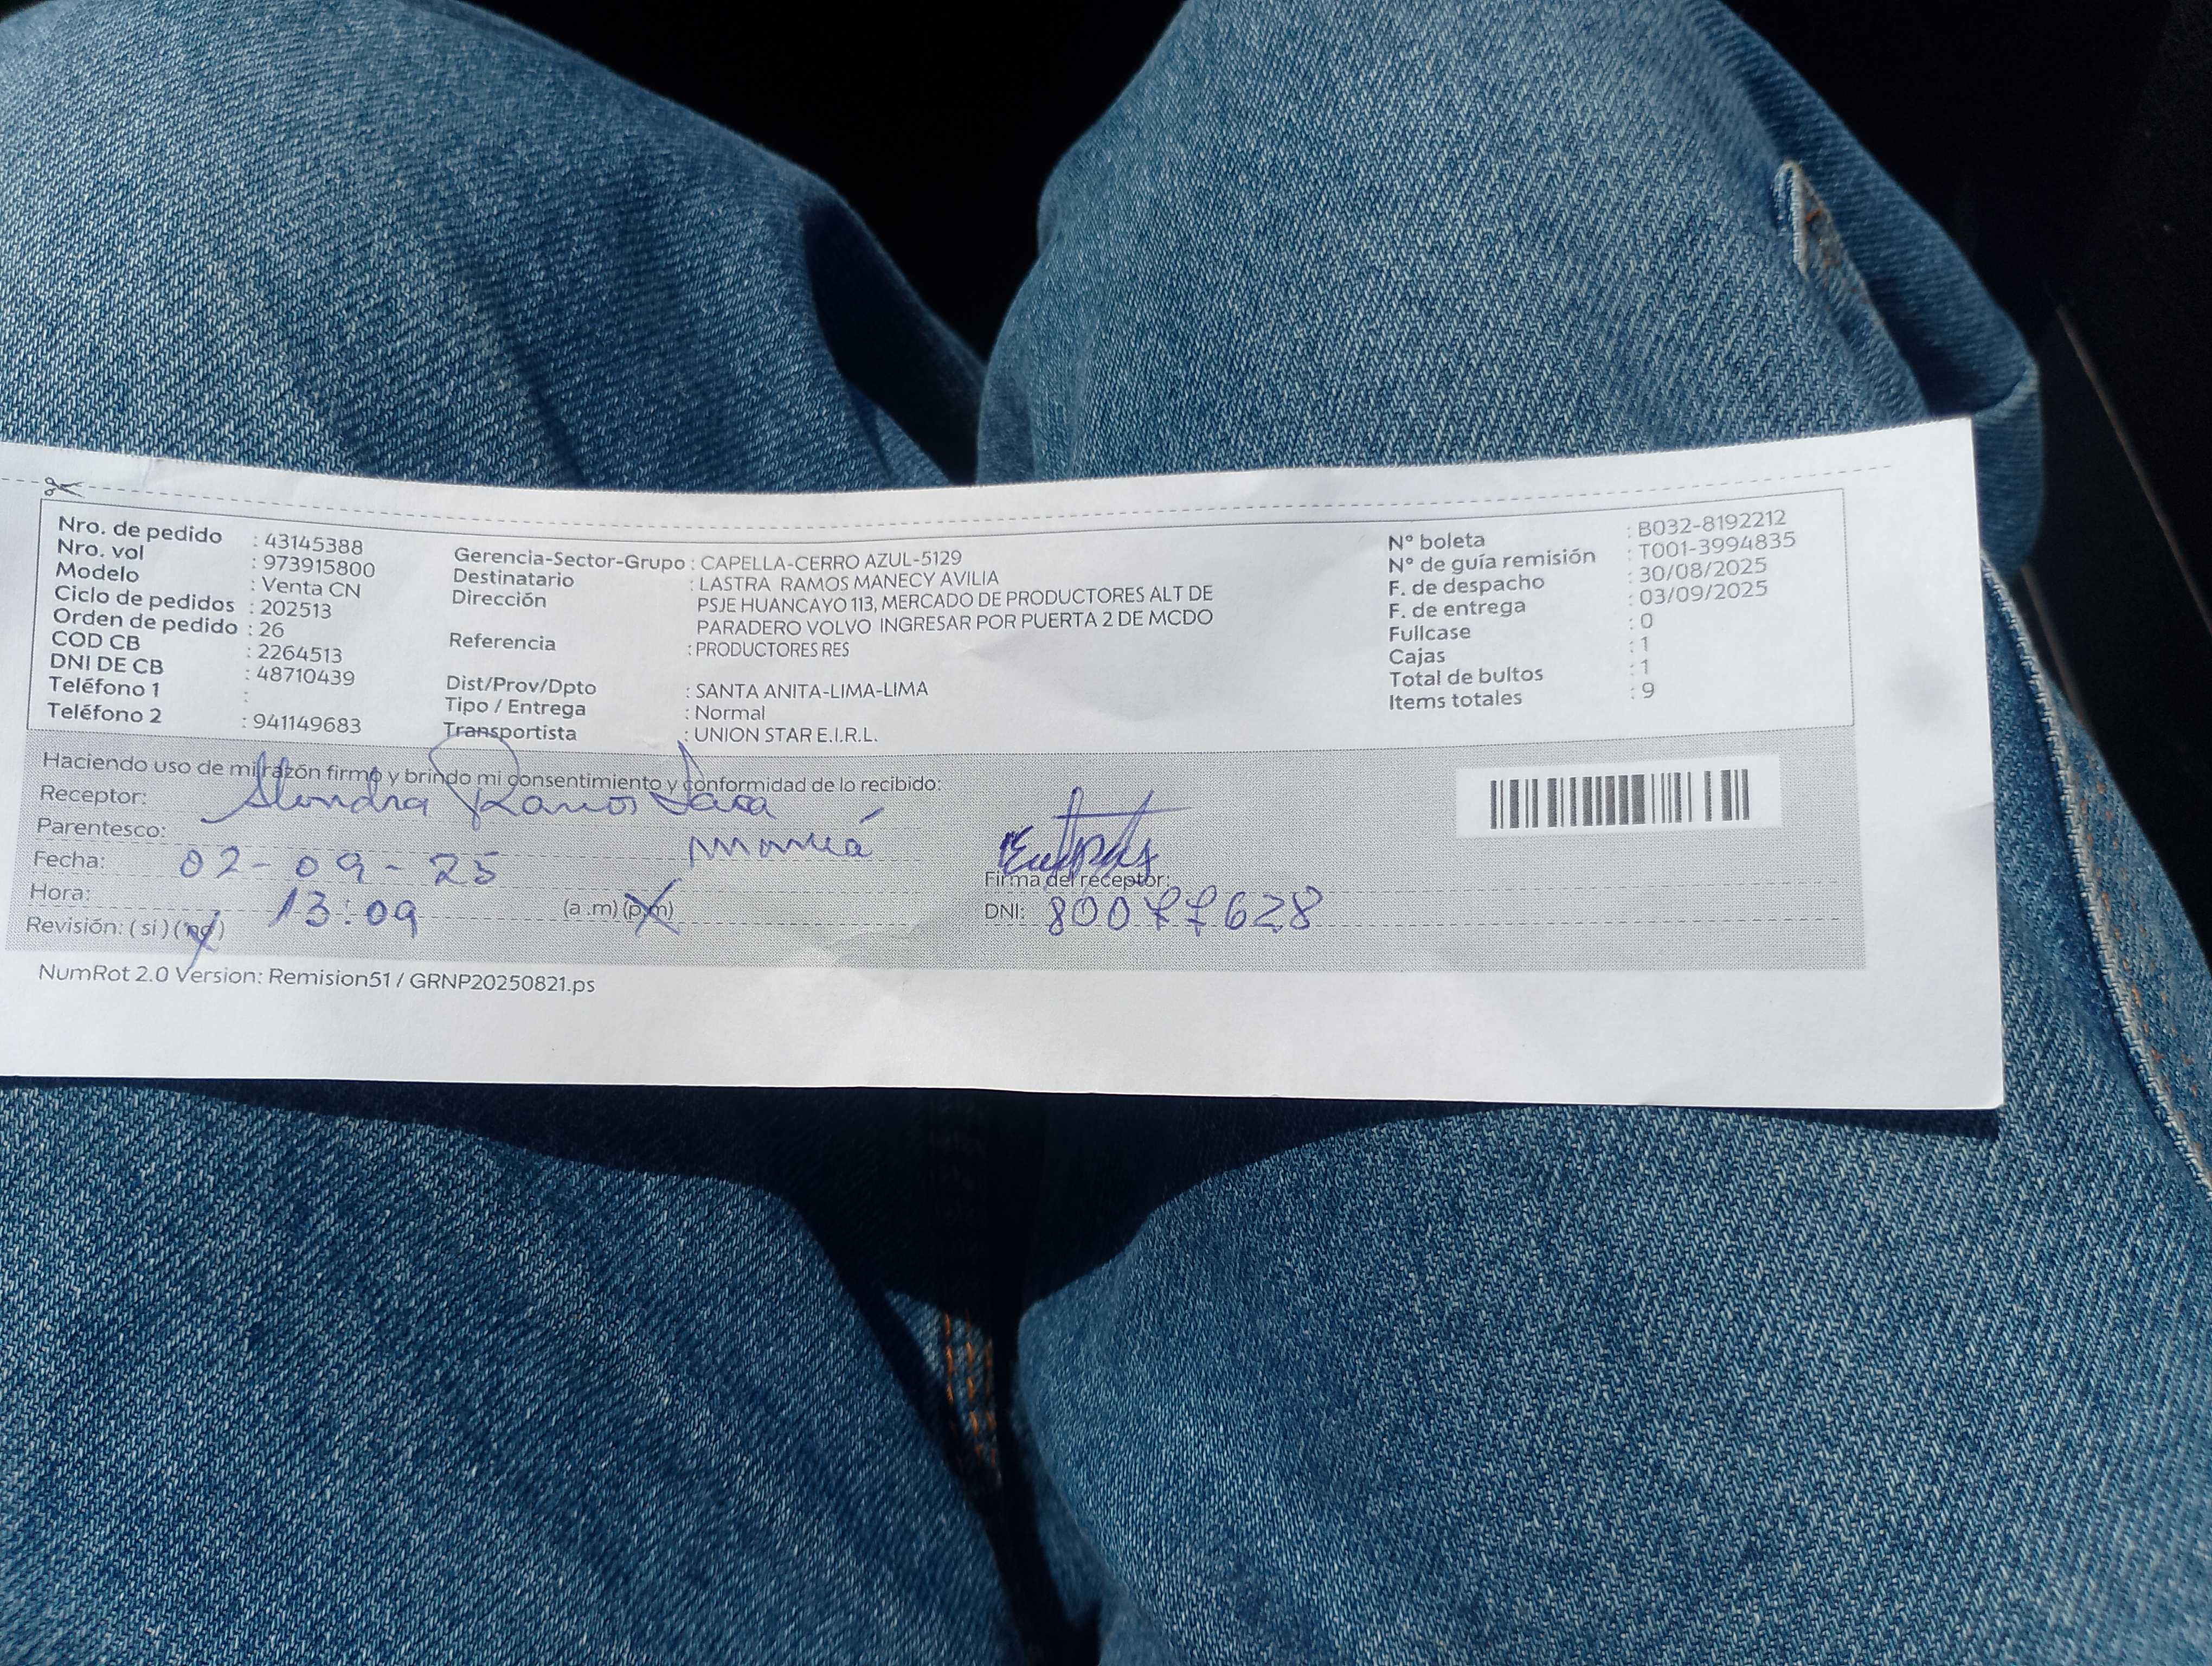 Nro. de pedido : 43145388
Nro. vol : 973915800
Modelo : Venta CN
Ciclo de pedidos : 202513
Orden de pedido : 26
COD CB : 2264513
DNI DE CB : 48710439
Teléfono 1 :
Teléfono 2 : 941149683
Gerencia-Sector-Grupo : CAPELLA-CERRO AZUL-5129
Destinatario : LASTRA RAMOS MANECY AVILIA
Dirección PSJE HUANCAYO 113, MERCADO DE PRODUCTORES ALT DE
PARADERO VOLVO INGRESAR POR PUERTA 2 DE MCDO
Referencia : PRODUCTORES RES
Dist/Prov/Dpto : SANTA ANITA-LIMA-LIMA
Tipo / Entrega : Normal
Transportista : UNION STAR E.I.R.L.
N° boleta : B032-8192212
N° de guía remisión : T001-3994835
F. de despacho : 30/08/2025
F. de entrega : 03/09/2025
Fullcase : 0
Cajas : 1
Total de bultos : 1
Items totales : 9
Haciendo uso de mi razón firmo y brindo mi consentimiento y conformidad de lo recibido:
Receptor: Ramos
Parentesco: mamá
Fecha: 02-09-25
Hora: 13:09 (a.m) (p.m)
Revisión: (si) (no)
Firma del receptor:
DNI: 80077628
NumRot 2.0 Version: Remision51 / GRNP20250821.ps